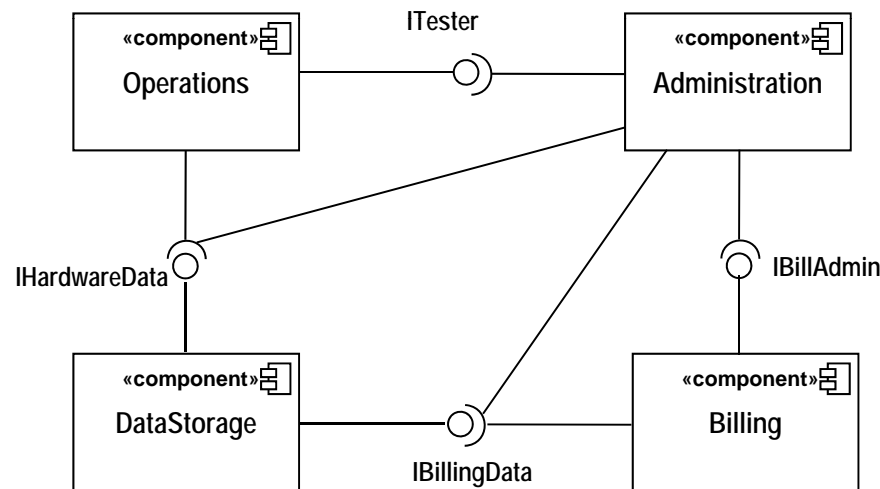 ITester
«component»
Operations
«component»
Administration
IHardwareData
IBillAdmin
«component»
DataStorage
«component»
Billing
IBillingData